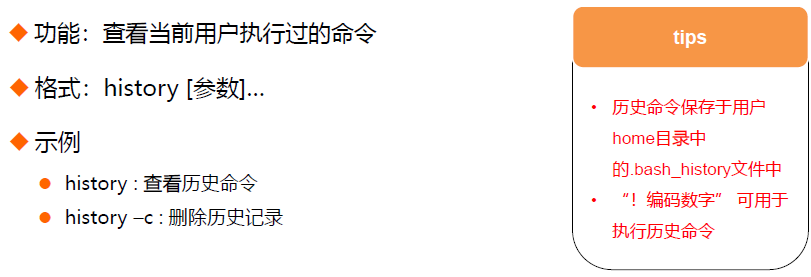 功能：查看当前用户执行过的命令
格式：history [参数]…
示例
history : 查看历史命令
history –c : 删除历史记录
tips
历史命令保存于用户
home目录中
的.bash_history文件中
“！编码数字” 可用于
执行历史命令